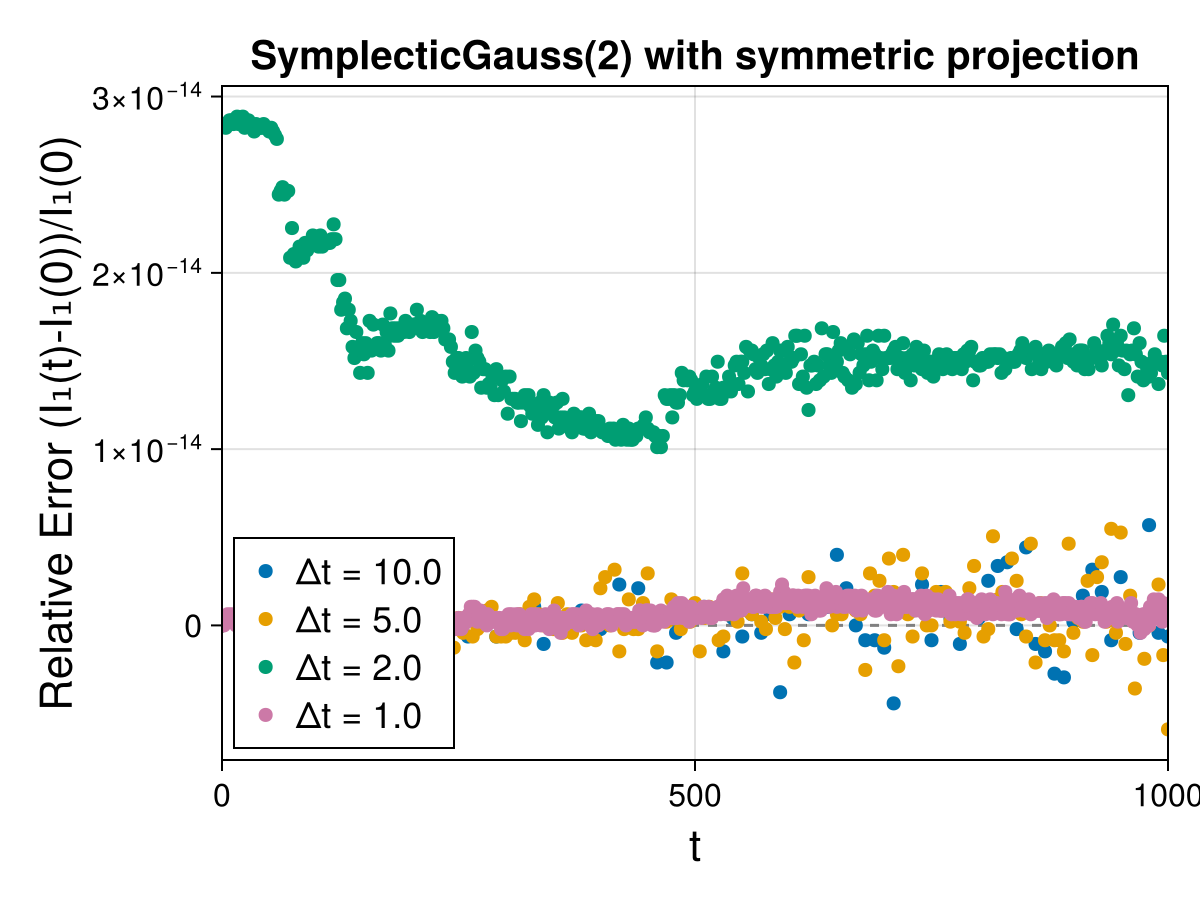 SymplecticGauss(2) with symmetric projection
Relative Error (I₁(t)-I₁(0))/I₁(0)
3×10⁻¹⁴
2×10⁻¹⁴
1×10⁻¹⁴
0
Δt = 10.0
Δt = 5.0
Δt = 2.0
Δt = 1.0
0 500 1000
t